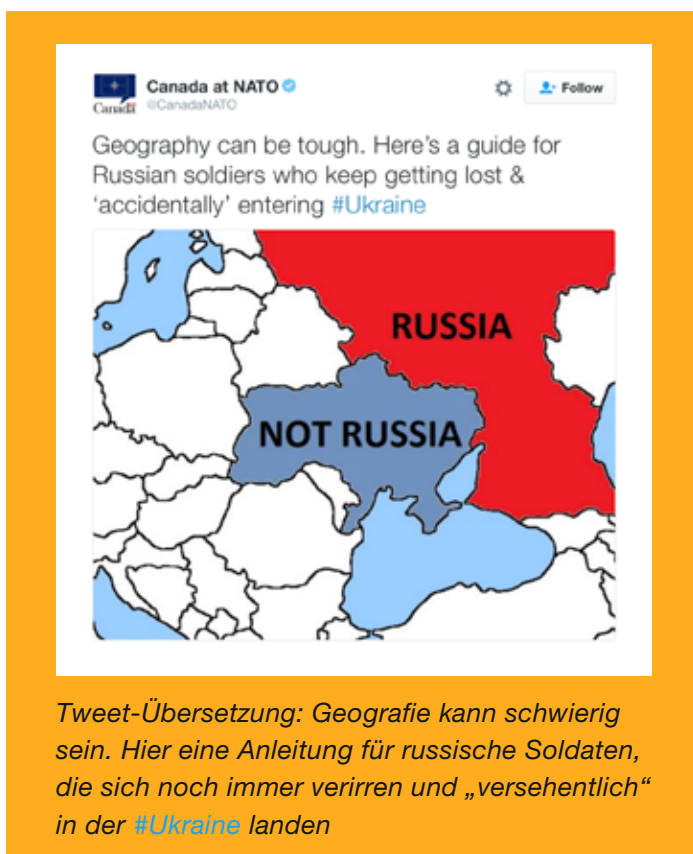 Canada at NATO
Canada
@CanadaNATO
Follow
Geography can be tough. Here's a guide for
Russian soldiers who keep getting lost &
'accidentally' entering #Ukraine
RUSSIA
NOT RUSSIA
Tweet-Übersetzung: Geografie kann schwierig
sein. Hier eine Anleitung für russische Soldaten,
die sich noch immer verirren und „versehentlich“
in der #Ukraine landen